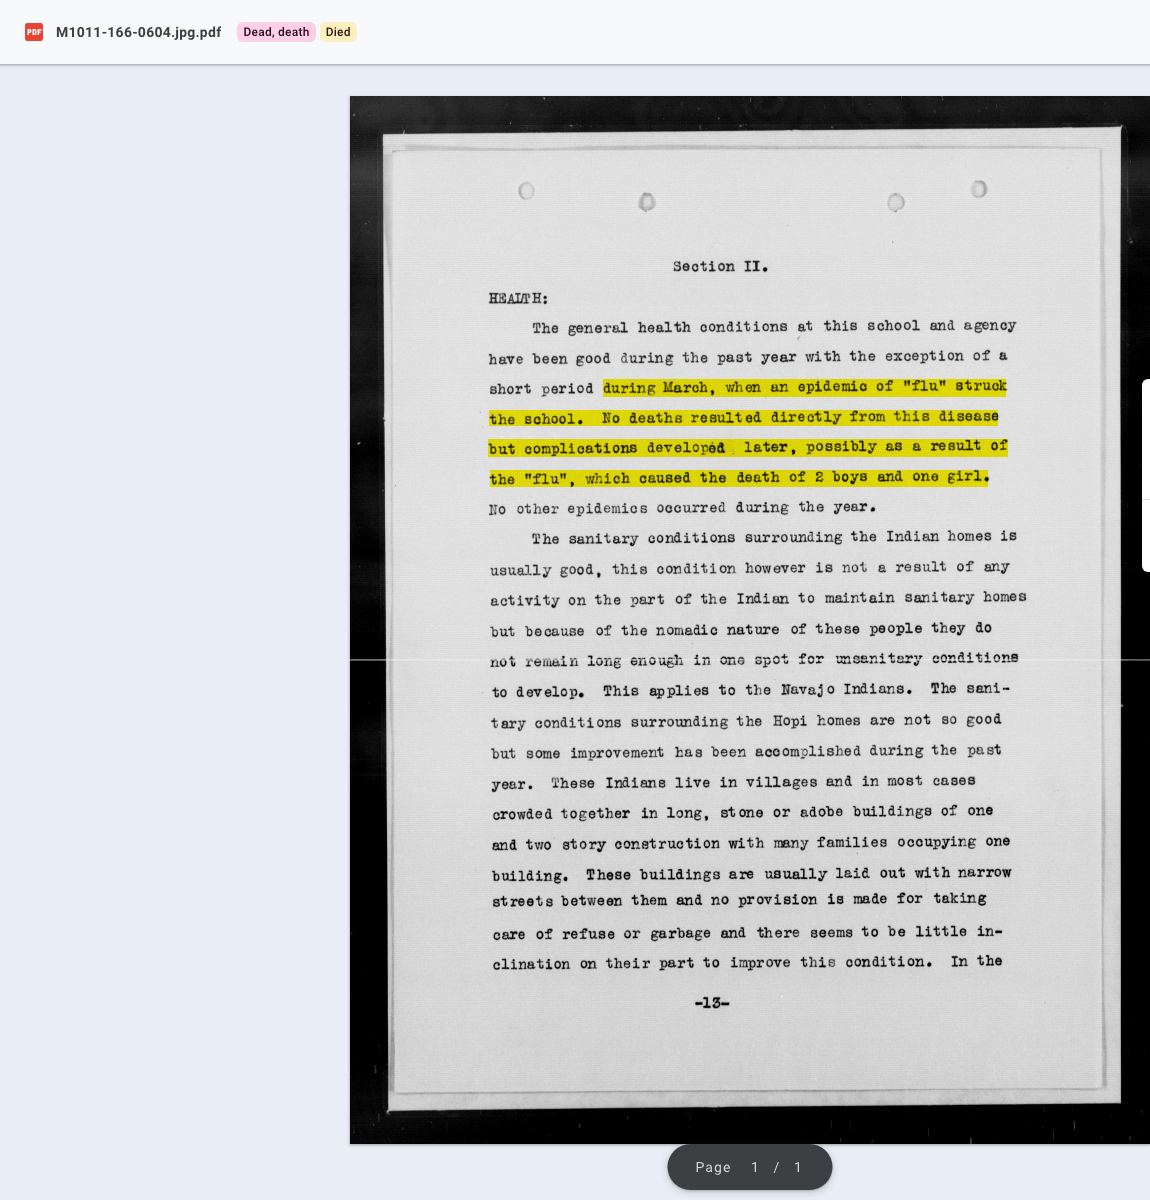 PDF M1011-166-0604.jpg.pdf Dead, death Died
Section II.
HEALTH:
The general health conditions at this school and agency
have been good during the past year with the exception of a
short period during March, when an epidemic of "flu" struck
the school. No deaths resulted directly from this disease
but complications developed later, possibly as a result of
the "flu", which caused the death of 2 boys and one girl.
No other epidemics occurred during the year.
The sanitary conditions surrounding the Indian homes is
usually good, this condition however is not a result of any
activity on the part of the Indian to maintain sanitary homes
but because of the nomadic nature of these people they do
not remain long enough in one spot for unsanitary conditions
to develop. This applies to the Navajo Indians. The sani-
tary conditions surrounding the Hopi homes are not so good
but some improvement has been accomplished during the past
year. These Indians live in villages and in most cases
crowded together in long, stone or adobe buildings of one
and two story construction with many families occupying one
building. These buildings are usually laid out with narrow
streets between them and no provision is made for taking
care of refuse or garbage and there seems to be little in-
clination on their part to improve this condition. In the
-13-
Page 1 / 1